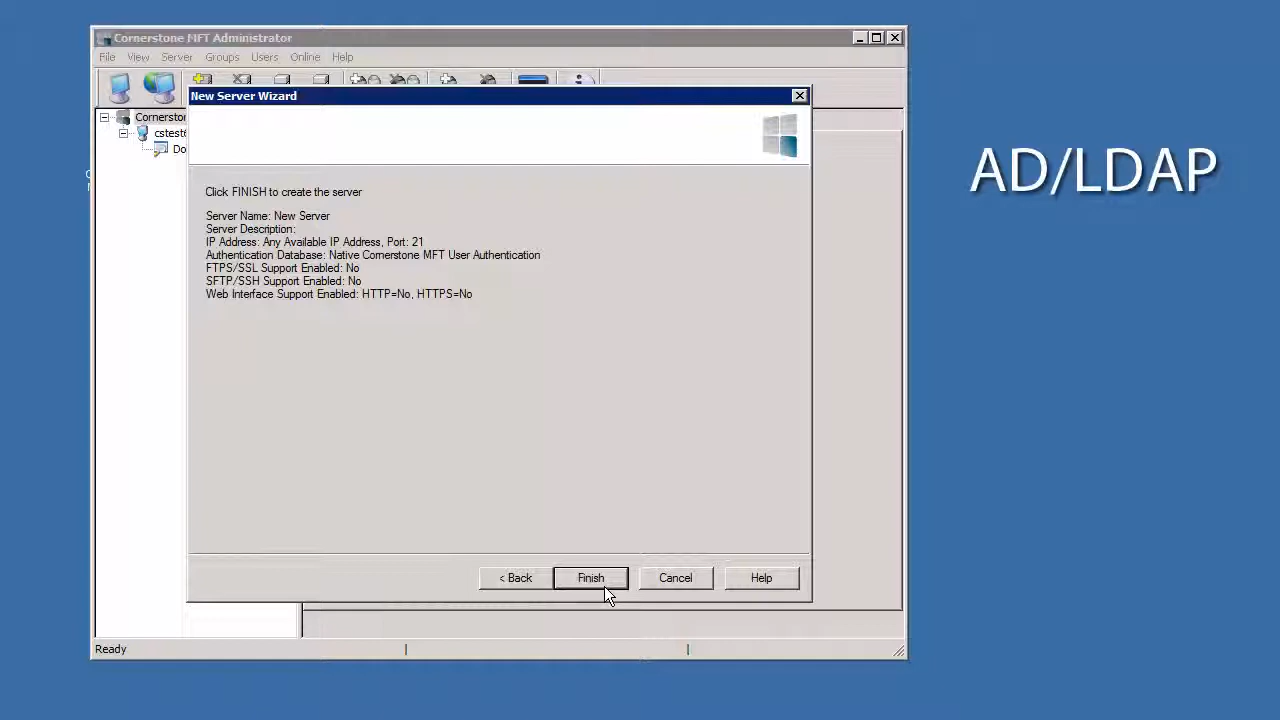 Cornerstone MFT Administrator
File View Server Groups Users Online Help
New Server Wizard
AD/LDAP
Click FINISH to create the server
Server Name: New Server
Server Description:
IP Address: Any Available IP Address, Port: 21
Authentication Database: Native Cornerstone MFT User Authentication
FTPS/SSL Support Enabled: No
SFTP/SSH Support Enabled: No
Web Interface Support Enabled: HTTP=No, HTTPS=No
< Back Finish Cancel Help
Ready